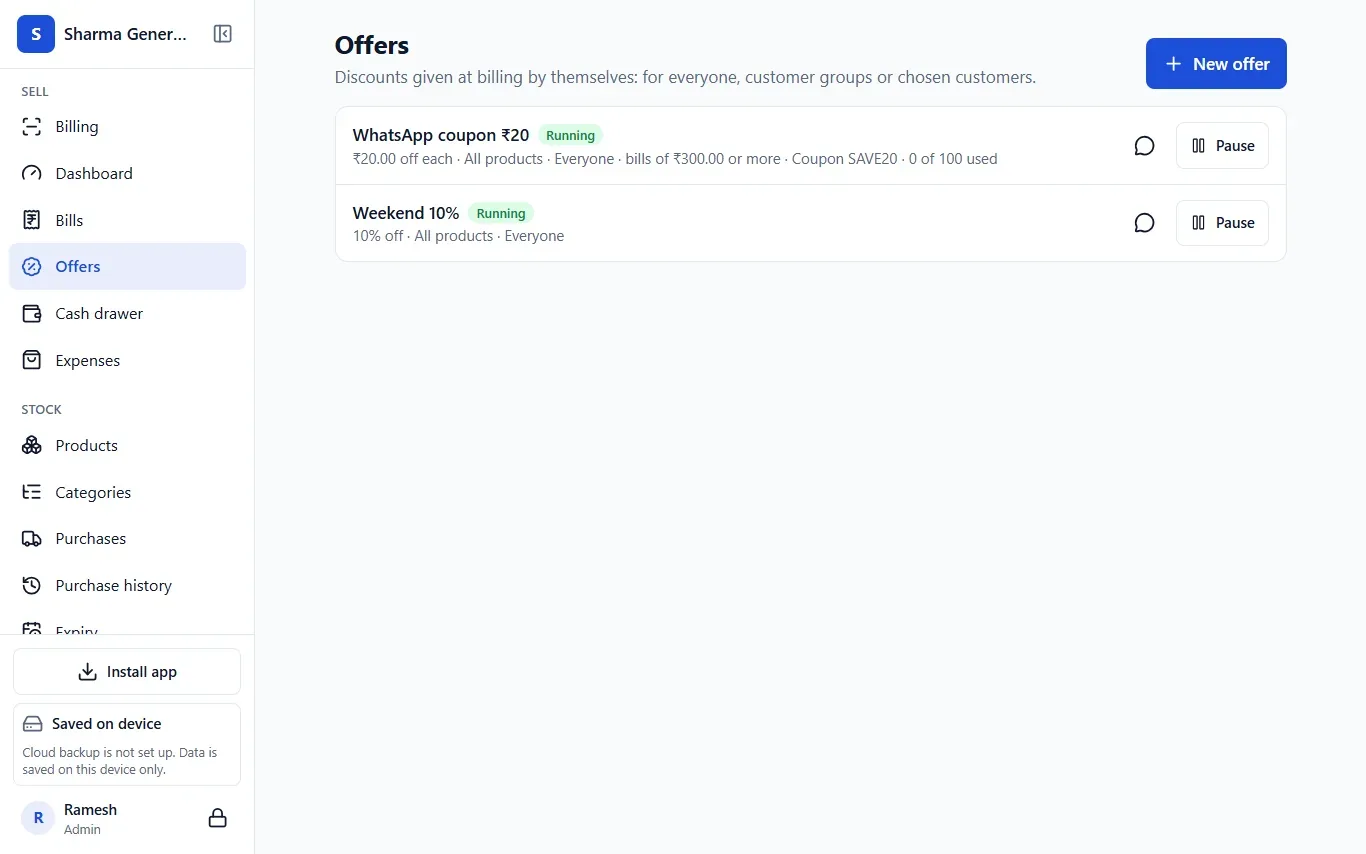 S Sharma Gener...
SELL
Billing
Dashboard
Bills
Offers
Cash drawer
Expenses
STOCK
Products
Categories
Purchases
Purchase history
Expiry
Install app
Saved on device
Cloud backup is not set up. Data is
saved on this device only.
R Ramesh
Admin
Offers
Discounts given at billing by themselves: for everyone, customer groups or chosen customers.
New offer
WhatsApp coupon ₹20 Running
₹20.00 off each · All products · Everyone · bills of ₹300.00 or more · Coupon SAVE20 · 0 of 100 used
Pause
Weekend 10% Running
10% off · All products · Everyone
Pause